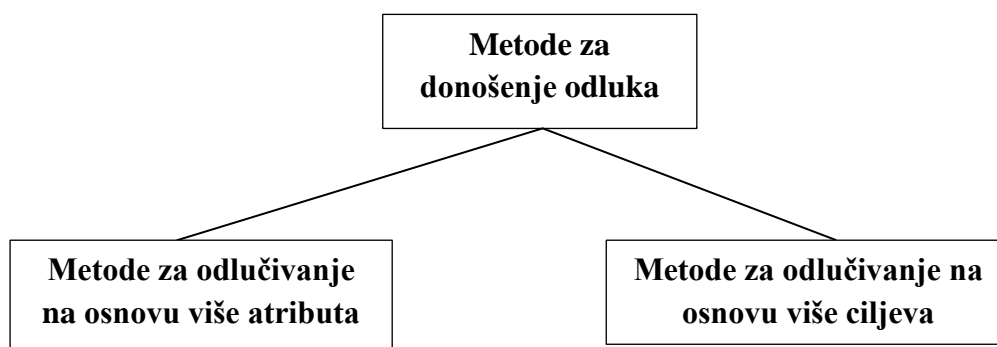 Metode za
donošenje odluka
Metode za odlučivanje
na osnovu više atributa
Metode za odlučivanje na
osnovu više ciljeva